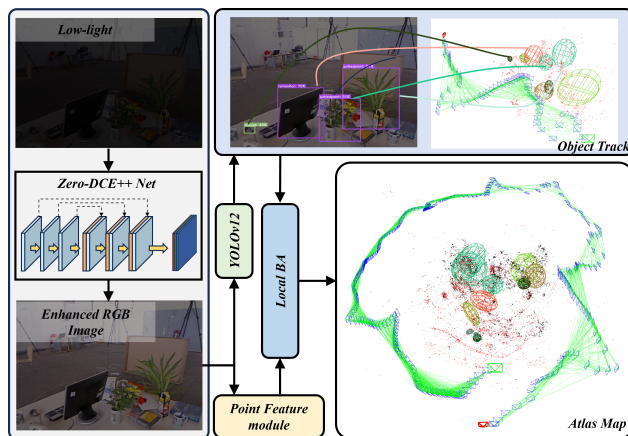 Low-light
Zero-DCE++ Net
Enhanced RGB
Image
YOLOv12
Local BA
Point Feature
module
Object Track
Atlas Map